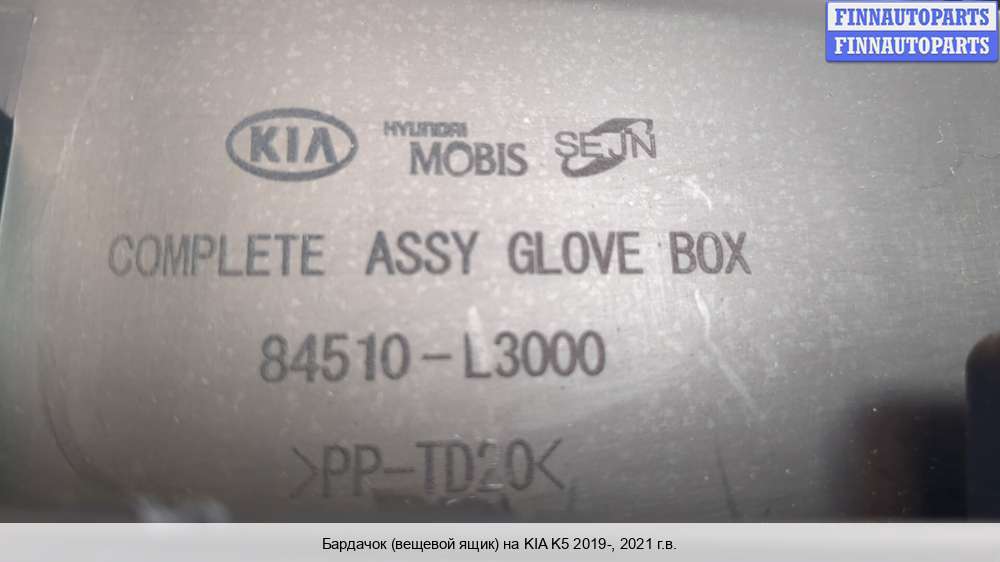 FINNAUTOPARTS
FINNAUTOPARTS
KIA
HYUNDAI
MOBIS
SEJN
COMPLETE ASSY GLOVE BOX
84510-L3000
>PP-TD20<
Бардачок (вещевой ящик) на KIA K5 2019-, 2021 г.в.